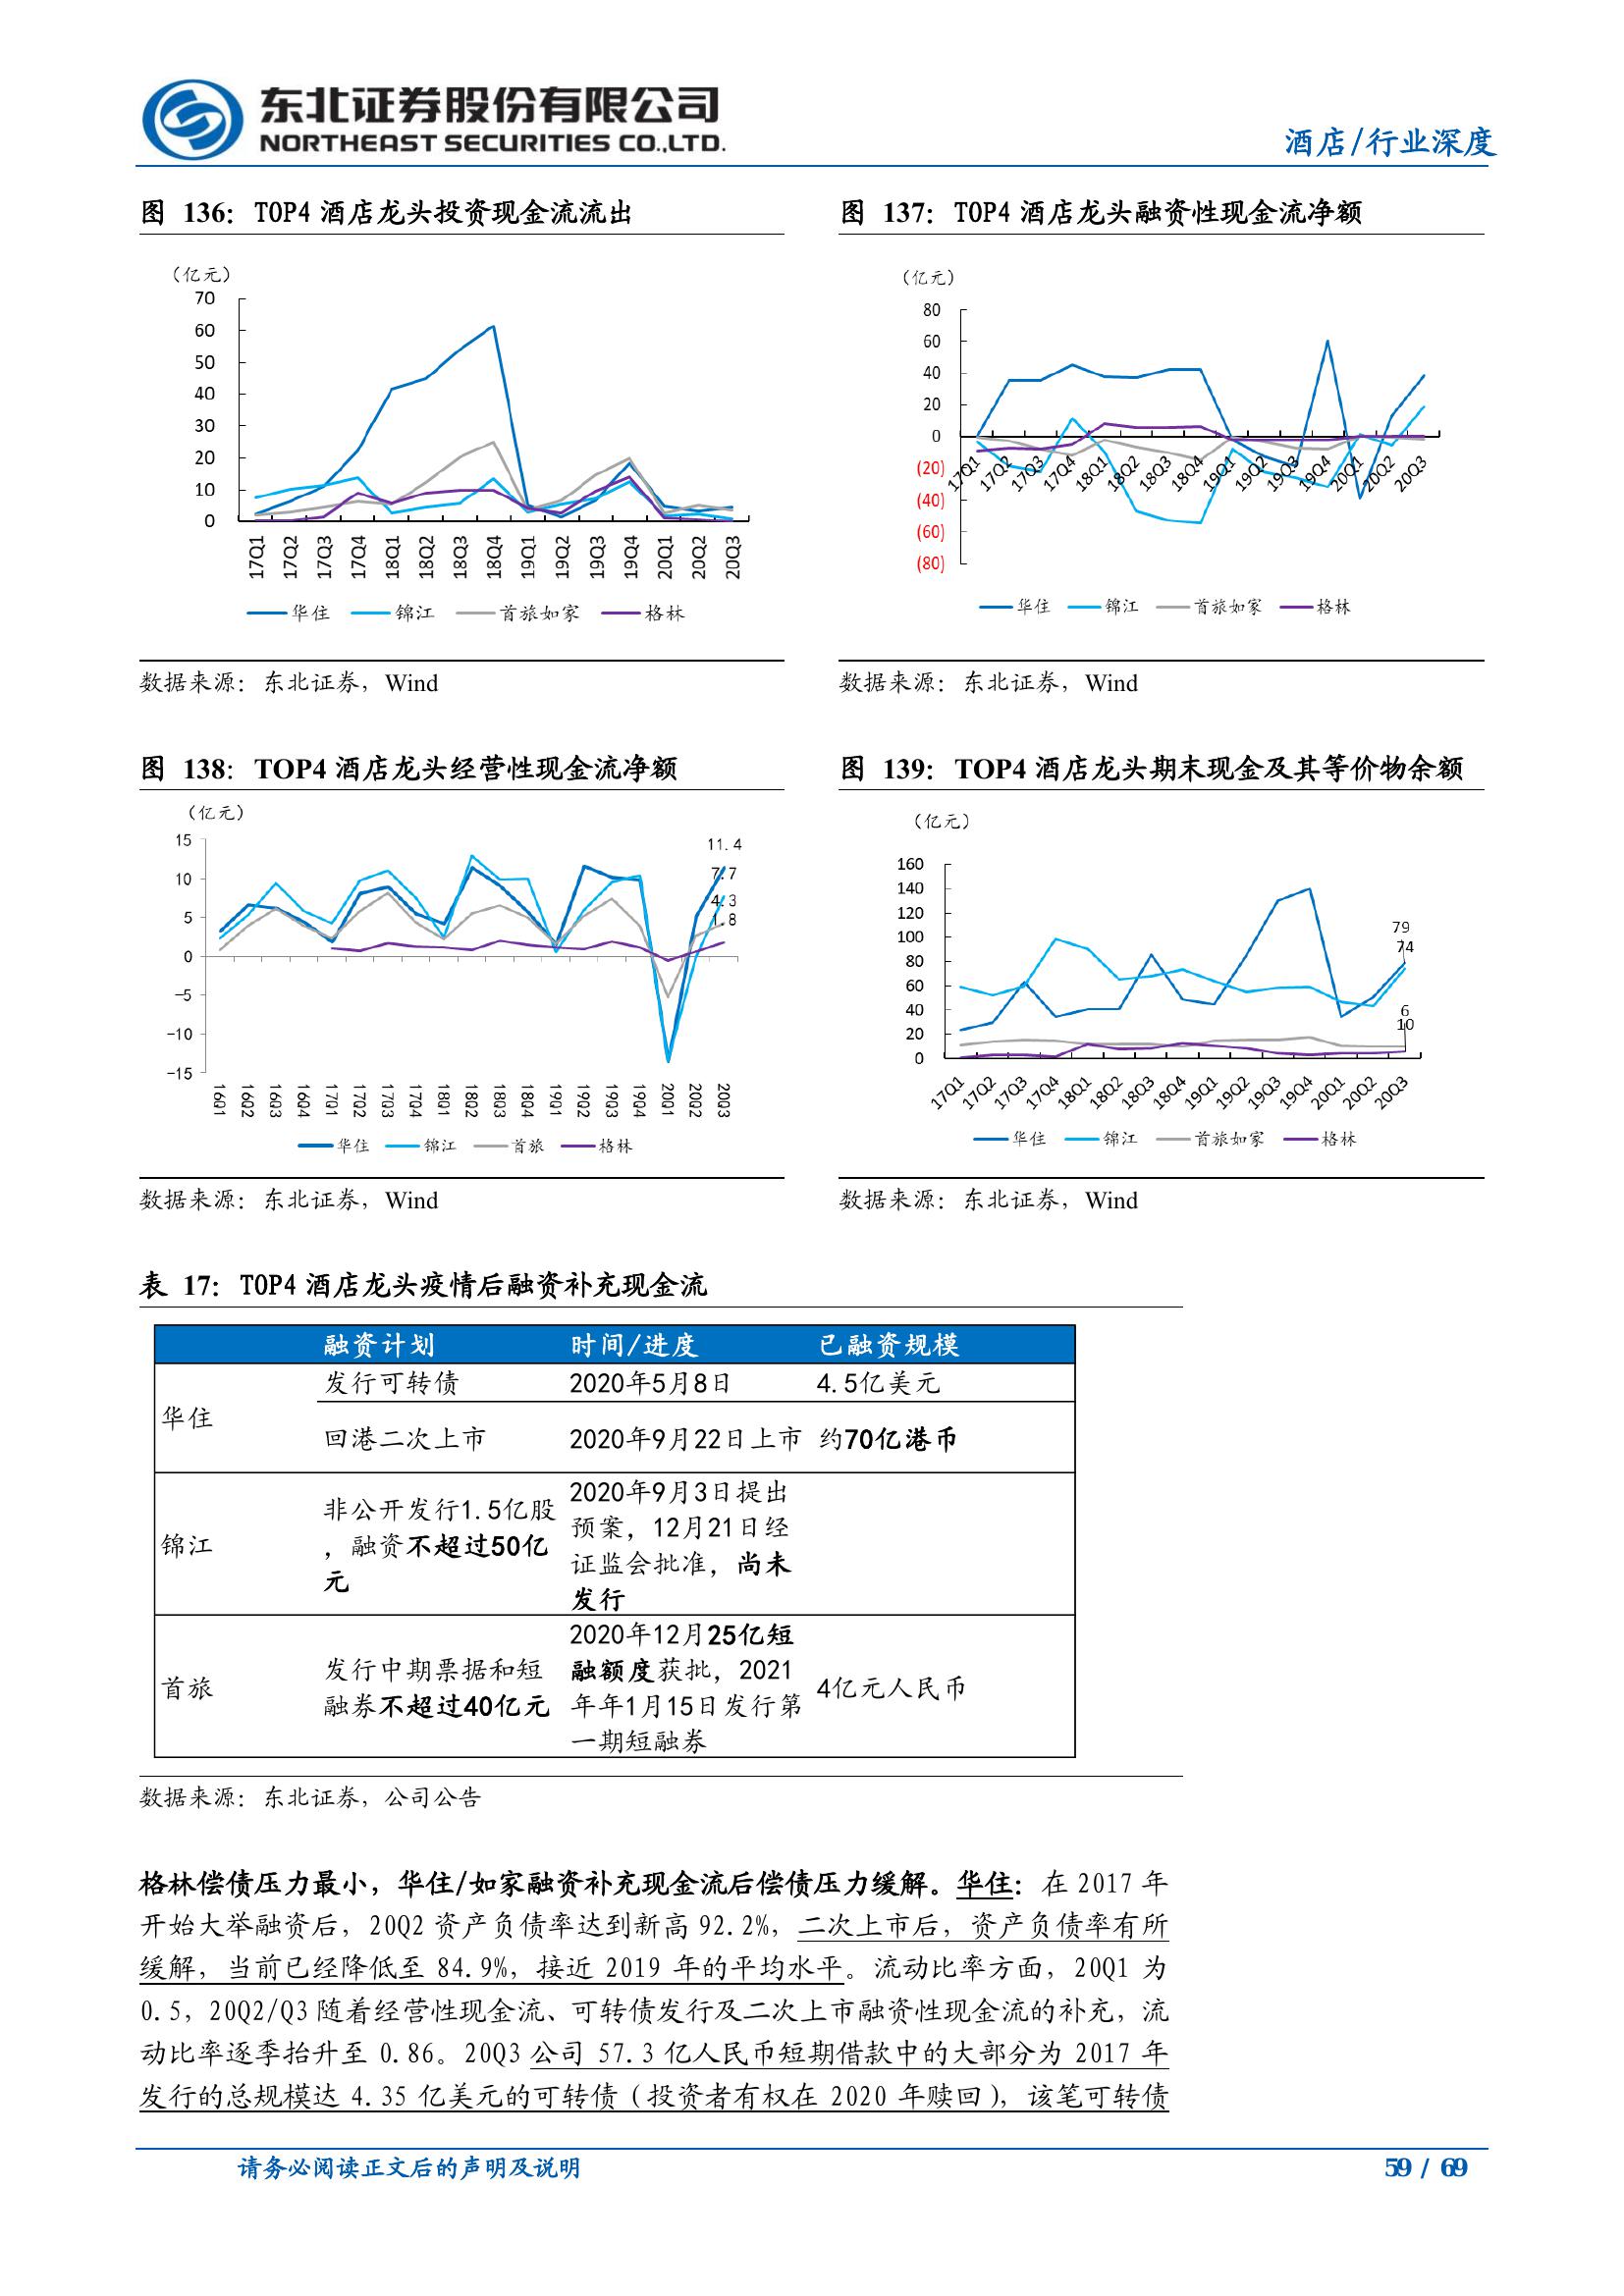 东北证券股份有限公司
NORTHEAST SECURITIES CO.,LTD.
酒店/行业深度
图 136：TOP4 酒店龙头投资现金流流出
（亿元）
70
60
50
40
30
20
10
0
17Q1 17Q2 17Q3 17Q4 18Q1 18Q2 18Q3 18Q4 19Q1 19Q2 19Q3 19Q4 20Q1 20Q2 20Q3
华住 锦江 首旅如家 格林
数据来源：东北证券，Wind
图 137：TOP4 酒店龙头融资性现金流净额
（亿元）
80
60
40
20
0
(20)
(40)
(60)
(80)
17Q1 17Q2 17Q3 17Q4 18Q1 18Q2 18Q3 18Q4 19Q1 19Q2 19Q3 19Q4 20Q1 20Q2 20Q3
华住 锦江 首旅如家 格林
数据来源：东北证券，Wind
图 138：TOP4 酒店龙头经营性现金流净额
（亿元）
15
10
5
0
-5
-10
-15
11.4
7.7
4.3
1.8
16Q1 16Q2 16Q3 16Q4 17Q1 17Q2 17Q3 17Q4 18Q1 18Q2 18Q3 18Q4 19Q1 19Q2 19Q3 19Q4 20Q1 20Q2 20Q3
华住 锦江 首旅 格林
数据来源：东北证券，Wind
图 139：TOP4 酒店龙头期末现金及其等价物余额
（亿元）
160
140
120
100
80
60
40
20
0
79
74
6
10
17Q1 17Q2 17Q3 17Q4 18Q1 18Q2 18Q3 18Q4 19Q1 19Q2 19Q3 19Q4 20Q1 20Q2 20Q3
华住 锦江 首旅如家 格林
数据来源：东北证券，Wind
表 17：TOP4 酒店龙头疫情后融资补充现金流
融资计划 时间/进度 已融资规模
华住
发行可转债 2020年5月8日 4.5亿美元
回港二次上市 2020年9月22日上市 约70亿港币
锦江
非公开发行1.5亿股
，融资不超过50亿
元
2020年9月3日提出
预案，12月21日经
证监会批准，尚未
发行
首旅
发行中期票据和短
融券不超过40亿元
2020年12月25亿短
融额度获批，2021
年年1月15日发行第
一期短融券
4亿元人民币
数据来源：东北证券，公司公告
格林偿债压力最小，华住/如家融资补充现金流后偿债压力缓解。华住：在 2017 年
开始大举融资后，20Q2 资产负债率达到新高 92.2%，二次上市后，资产负债率有所
缓解，当前已经降低至 84.9%，接近 2019 年的平均水平。流动比率方面，20Q1 为
0.5，20Q2/Q3 随着经营性现金流、可转债发行及二次上市融资性现金流的补充，流
动比率逐季抬升至 0.86。20Q3 公司 57.3 亿人民币短期借款中的大部分为 2017 年
发行的总规模达 4.35 亿美元的可转债（投资者有权在 2020 年赎回），该笔可转债
请务必阅读正文后的声明及说明
59 / 69